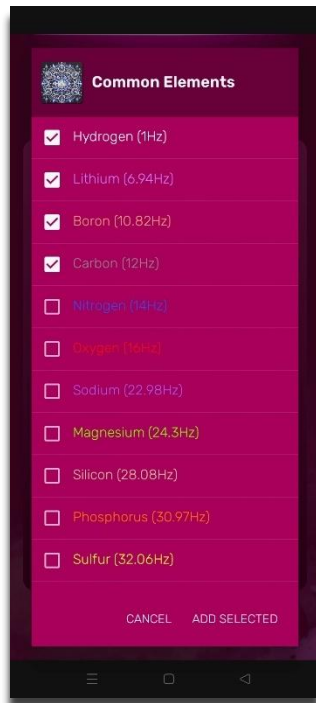 Common Elements
Hydrogen (1Hz)
Lithium (6.94Hz)
Boron (10.82Hz)
Carbon (12Hz)
Nitrogen (14Hz)
Oxygen (16Hz)
Sodium (22.98Hz)
Magnesium (24.3Hz)
Silicon (28.08Hz)
Phosphorus (30.97Hz)
Sulfur (32.06Hz)
CANCEL ADD SELECTED